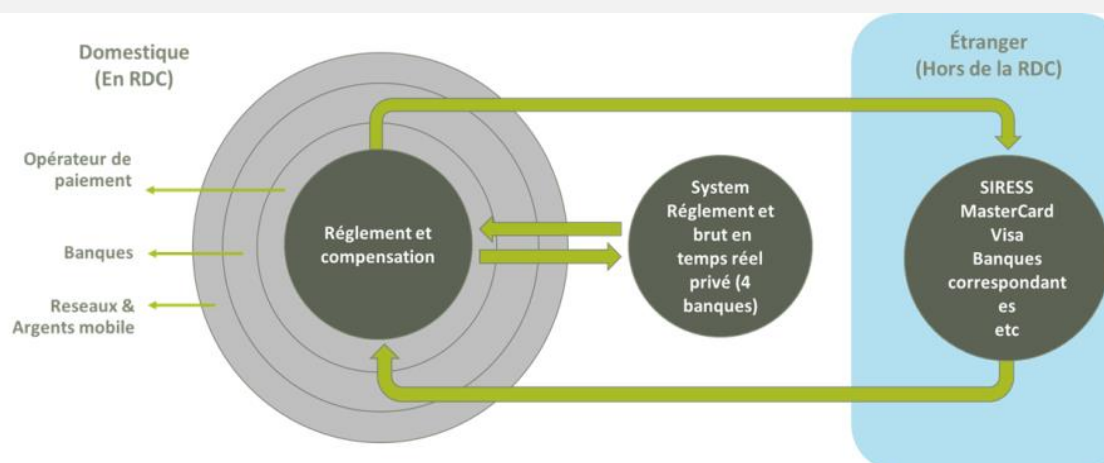 Domestique
(En RDC)
Étranger
(Hors de la RDC)
Opérateur de
paiement
Banques
Reseaux &
Argents mobile
Réglement et
compensation
System
Réglement et
brut en
temps réel
privé (4
banques)
SIRESS
MasterCard
Visa
Banques
correspondant
es
etc